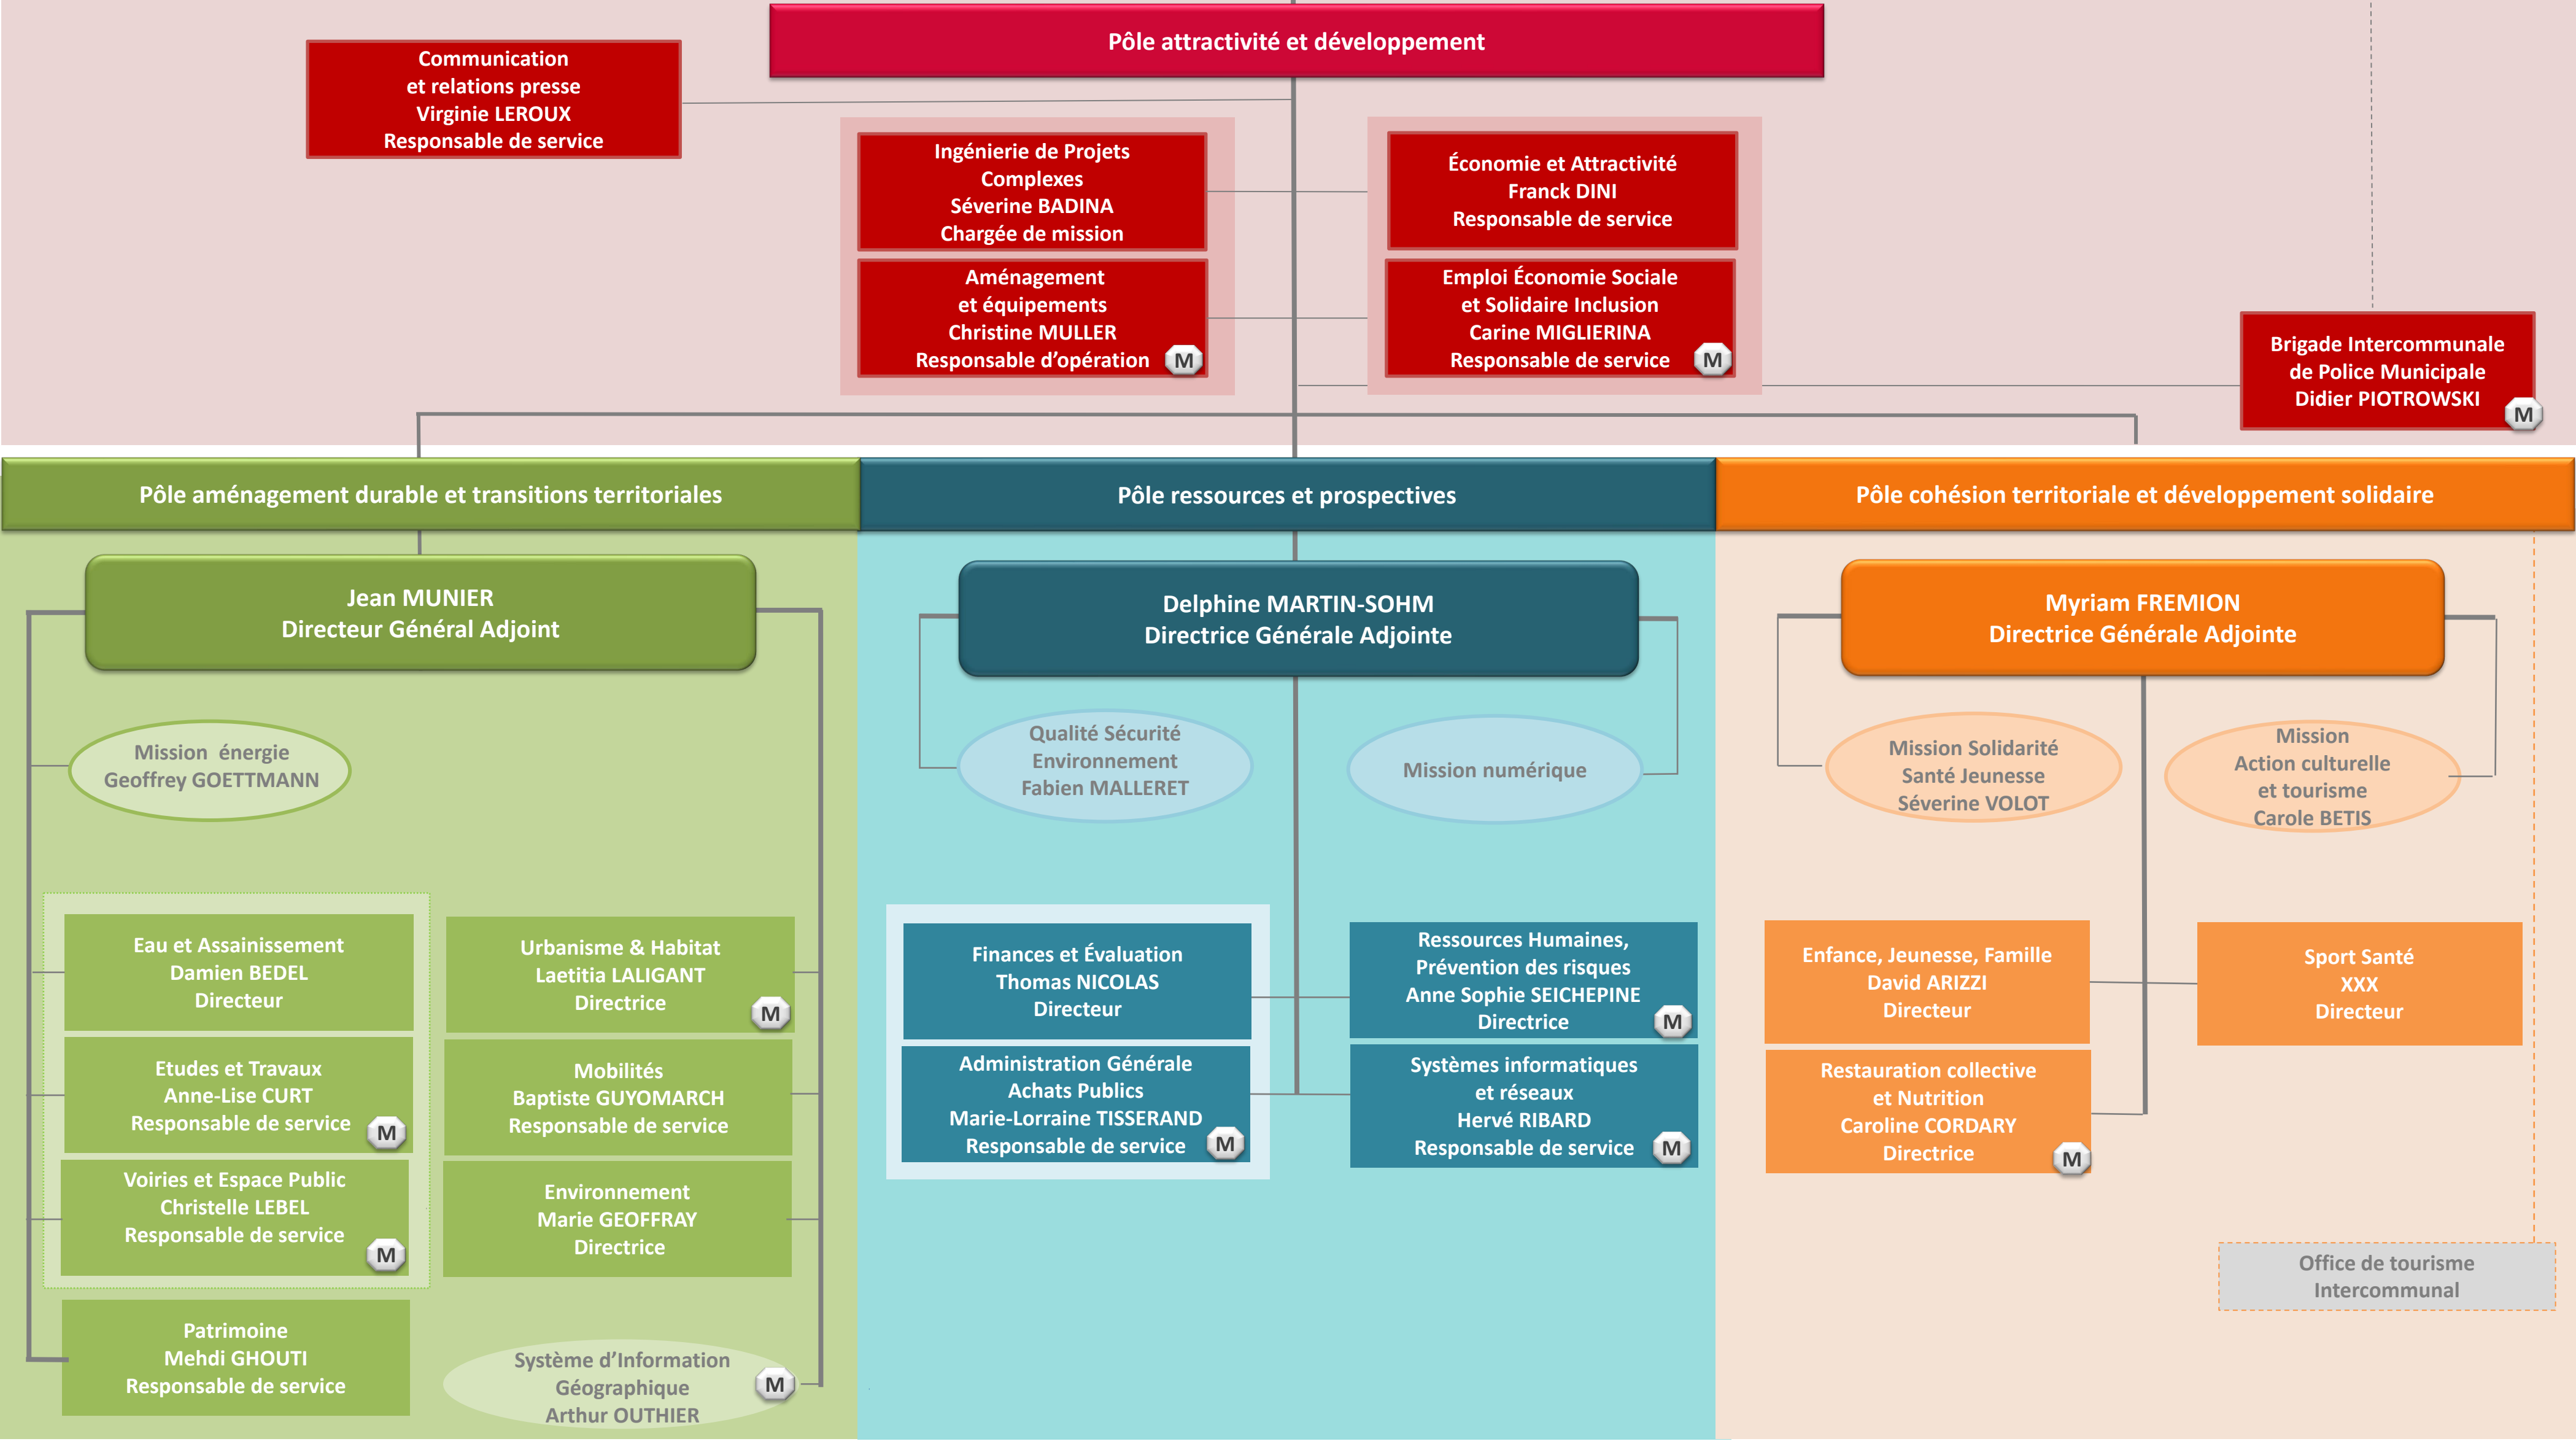 Pôle attractivité et développement
Communication
et relations presse
Virginie LEROUX
Responsable de service
Ingénierie de Projets
Complexes
Séverine BADINA
Chargée de mission
Économie et Attractivité
Franck DINI
Responsable de service
Aménagement
et équipements
Christine MULLER
Responsable d’opération
M
Emploi Économie Sociale
et Solidaire Inclusion
Carine MIGLIERINA
Responsable de service
M
Brigade Intercommunale
de Police Municipale
Didier PIOTROWSKI
M
Pôle aménagement durable et transitions territoriales
Jean MUNIER
Directeur Général Adjoint
Mission énergie
Geoffrey GOETTMANN
Eau et Assainissement
Damien BEDEL
Directeur
Etudes et Travaux
Anne-Lise CURT
Responsable de service
M
Voiries et Espace Public
Christelle LEBEL
Responsable de service
M
Patrimoine
Mehdi GHOUTI
Responsable de service
Urbanisme & Habitat
Laetitia LALIGANT
Directrice
M
Mobilités
Baptiste GUYOMARCH
Responsable de service
Environnement
Marie GEOFFRAY
Directrice
Système d’Information
Géographique
Arthur OUTHIER
M
Pôle ressources et prospectives
Delphine MARTIN-SOHM
Directrice Générale Adjointe
Qualité Sécurité
Environnement
Fabien MALLERET
Mission numérique
Finances et Évaluation
Thomas NICOLAS
Directeur
Administration Générale
Achats Publics
Marie-Lorraine TISSERAND
Responsable de service
M
Ressources Humaines,
Prévention des risques
Anne Sophie SEICHEPINE
Directrice
M
Systèmes informatiques
et réseaux
Hervé RIBARD
Responsable de service
M
Pôle cohésion territoriale et développement solidaire
Myriam FREMION
Directrice Générale Adjointe
Mission Solidarité
Santé Jeunesse
Séverine VOLOT
Mission
Action culturelle
et tourisme
Carole BETIS
Enfance, Jeunesse, Famille
David ARIZZI
Directeur
Restauration collective
et Nutrition
Caroline CORDARY
Directrice
M
Sport Santé
XXX
Directeur
Office de tourisme
Intercommunal